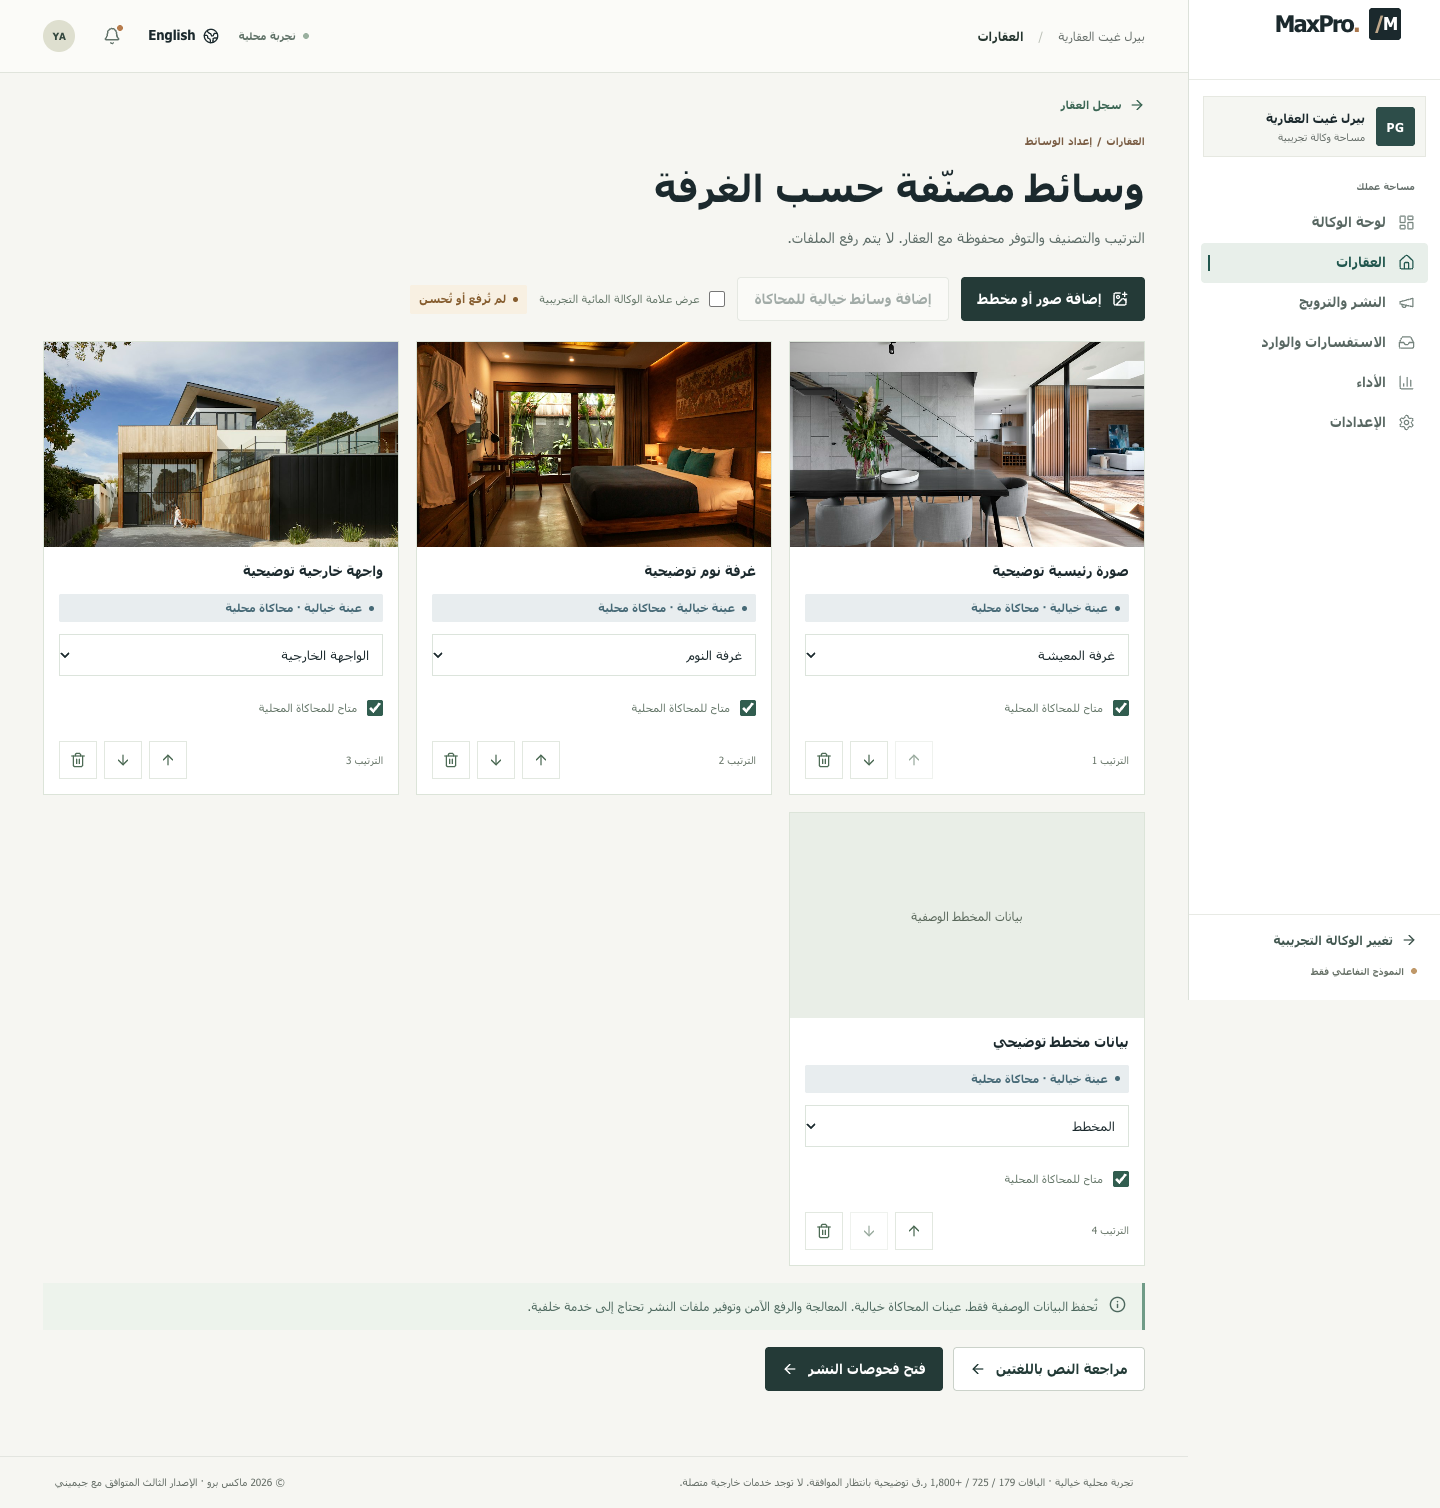 MaxPro.
/M
بيرل غيت العقارية
PG
مساحة وكالة تجريبية
مساحة عملك
لوحة الوكالة
العقارات
النشر والترويج
الاستفسارات والوارد
الأداء
الإعدادات
تغيير الوكالة التجريبية
النموذج التفاعلي فقط
بيرل غيت العقارية / العقارات
تجربة محلية
English
YA
سجل العقار
العقارات / إعداد الوسائط
وسائط مصنّفة حسب الغرفة
الترتيب والتصنيف والتوفر محفوظة مع العقار. لا يتم رفع الملفات.
إضافة صور أو مخطط
إضافة وسائط خيالية للمحاكاة
عرض علامة الوكالة المائية التجريبية
لم تُرفع أو تُحسن
صورة رئيسية توضيحية
عينة خيالية · محاكاة محلية
غرفة المعيشة
متاح للمحاكاة المحلية
الترتيب 1
غرفة نوم توضيحية
عينة خيالية · محاكاة محلية
غرفة النوم
متاح للمحاكاة المحلية
الترتيب 2
واجهة خارجية توضيحية
عينة خيالية · محاكاة محلية
الواجهة الخارجية
متاح للمحاكاة المحلية
الترتيب 3
بيانات المخطط الوصفية
بيانات مخطط توضيحي
عينة خيالية · محاكاة محلية
المخطط
متاح للمحاكاة المحلية
الترتيب 4
تُحفظ البيانات الوصفية فقط. عينات المحاكاة خيالية. المعالجة والرفع الآمن وتوفير ملفات النشر تحتاج إلى خدمة خلفية.
مراجعة النص باللغتين
فتح فحوصات النشر
تجربة محلية خيالية · الباقات 179 / 725 / +1,800 ر.ق توضيحية بانتظار الموافقة. لا توجد خدمات خارجية متصلة.
© 2026 ماكس برو · الإصدار الثالث المتوافق مع جيميني